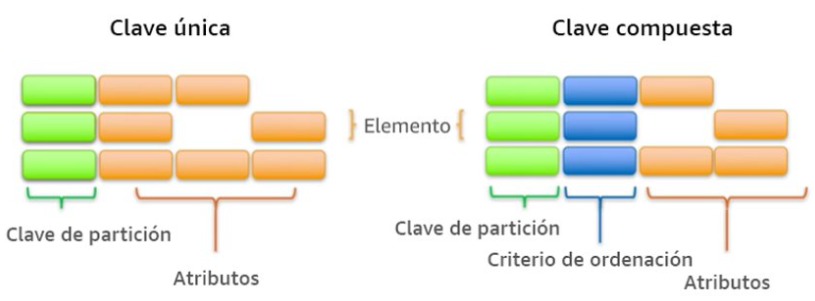 Clave única
Clave compuesta
Elemento
Clave de partición
Atributos
Clave de partición
Criterio de ordenación
Atributos